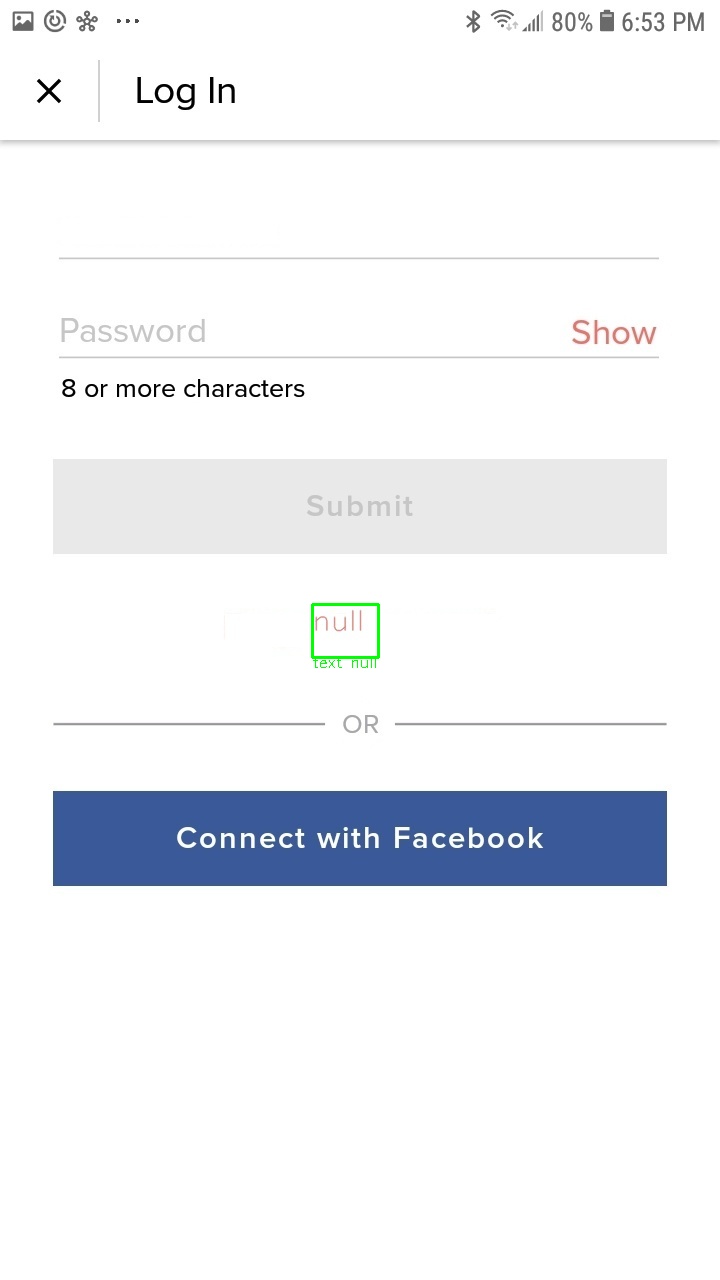 80% 6:53 PM
Log In
Password Show
8 or more characters
Submit
null
text null
OR
Connect with Facebook